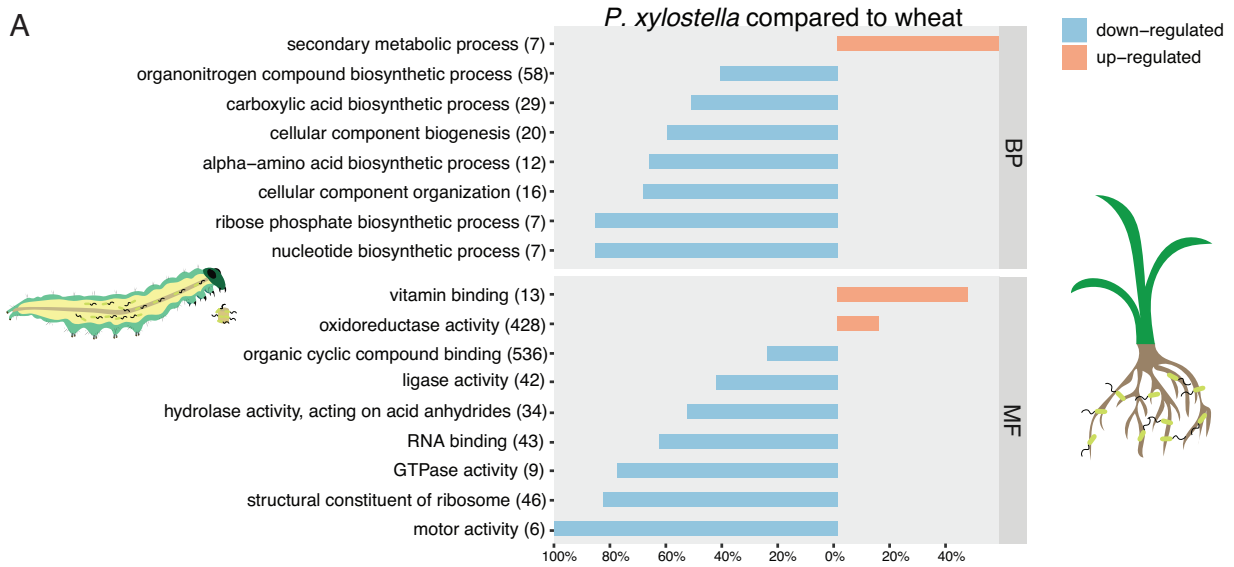 A
P. xylostella compared to wheat
down−regulated
up−regulated
secondary metabolic process (7)
organonitrogen compound biosynthetic process (58)
carboxylic acid biosynthetic process (29)
cellular component biogenesis (20)
alpha−amino acid biosynthetic process (12)
cellular component organization (16)
ribose phosphate biosynthetic process (7)
nucleotide biosynthetic process (7)
BP
vitamin binding (13)
oxidoreductase activity (428)
organic cyclic compound binding (536)
ligase activity (42)
hydrolase activity, acting on acid anhydrides (34)
RNA binding (43)
GTPase activity (9)
structural constituent of ribosome (46)
motor activity (6)
MF
100% 80% 60% 40% 20% 0% 20% 40%